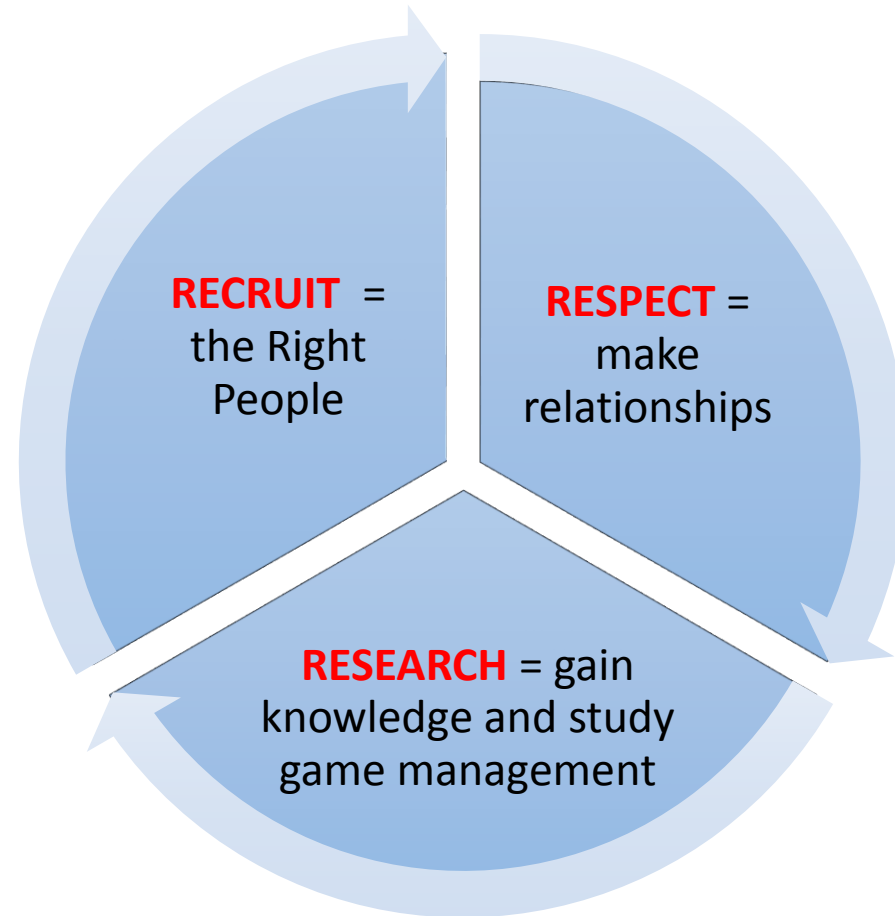 RECRUIT =
the Right
People
RESPECT =
make
relationships
RESEARCH = gain
knowledge and study
game management